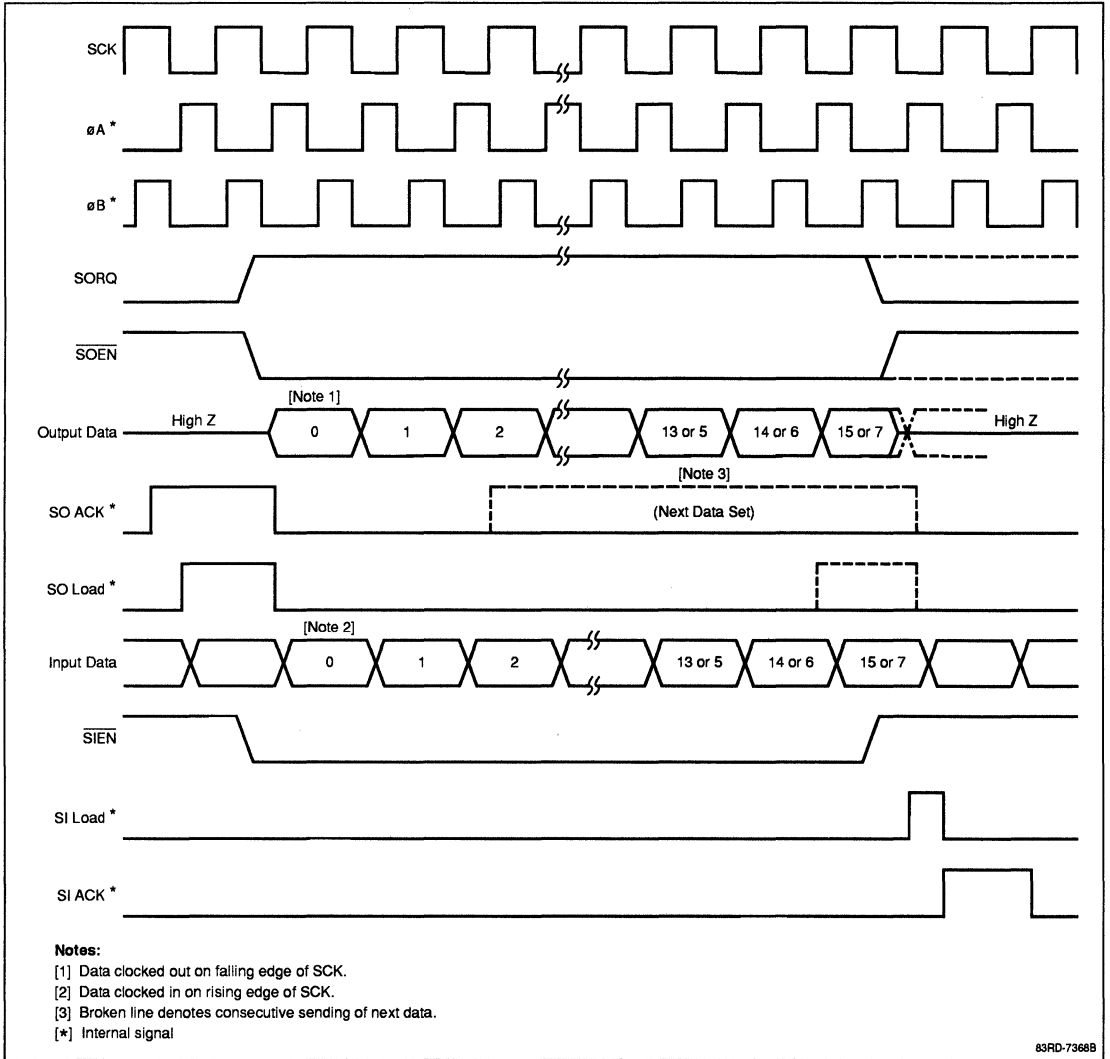 SCK
øA *
øB *
SORQ
SOEN
[Note 1]
Output Data High Z 0 1 2 13 or 5 14 or 6 15 or 7 High Z
[Note 3]
SO ACK * (Next Data Set)
SO Load *
[Note 2]
Input Data 0 1 2 13 or 5 14 or 6 15 or 7
SIEN
SI Load *
SI ACK *
Notes:
[1] Data clocked out on falling edge of SCK.
[2] Data clocked in on rising edge of SCK.
[3] Broken line denotes consecutive sending of next data.
[*] Internal signal
83RD-7368B